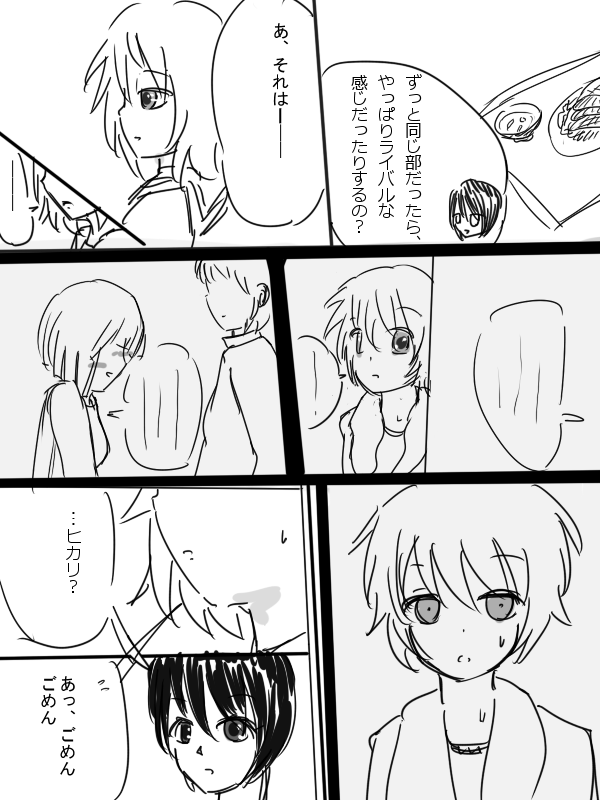 ずっと同じ部だったら、
やっぱりライバルな
感じだったりするの？
あ、それは――
――
…ヒカリ？
あっ、ごめん
ごめん